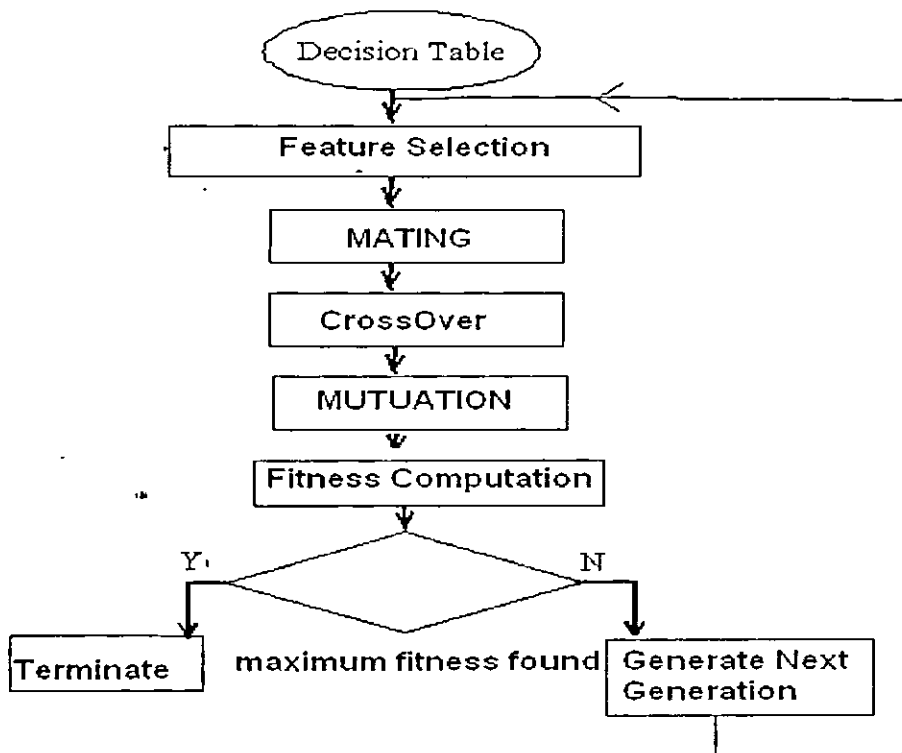 Decision Table
Feature Selection
MATING
CrossOver
MUTUATION
Fitness Computation
Y
N
Terminate
maximum fitness found
Generate Next
Generation